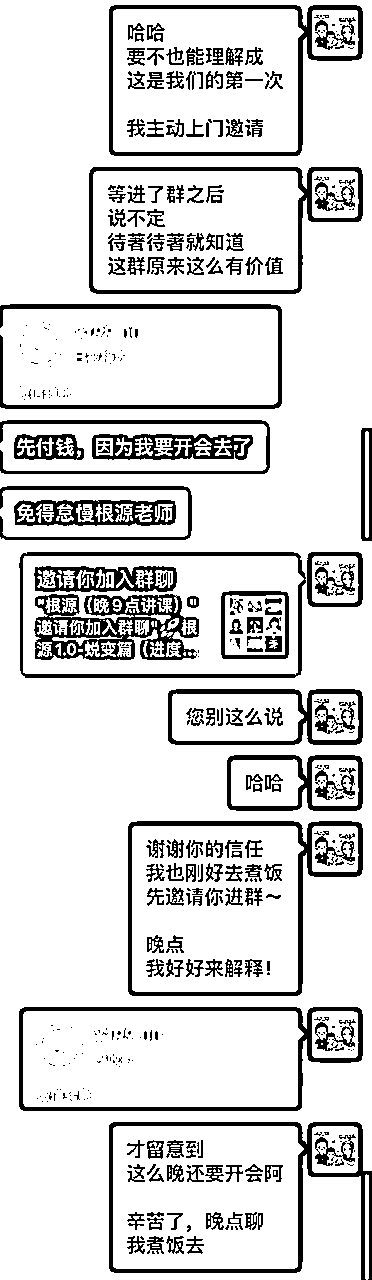 哈哈
要不也能理解成
这是我们的第一次
我主动上门邀请
等进了群之后
说不定
待著待著就知道
这群原来这么有价值
先付钱，因为我要开会去了
免得怠慢根源老师
邀请你加入群聊
"根源（晚9点讲课）"
邀请你加入群聊"🚀根
源1.0-蜕变篇（进度...
您别这么说
哈哈
谢谢你的信任
我也刚好去煮饭
先邀请你进群～
晚点
我好好来解释！
才留意到
这么晚还要开会阿
辛苦了，晚点聊
我煮饭去